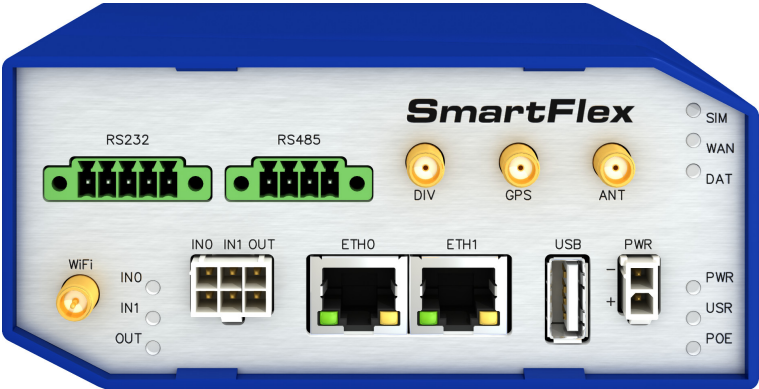 SmartFlex
SIM
RS232
RS485
WAN
DAT
DIV
GPS
ANT
IN0 IN1 OUT
ETH0
ETH1
USB
PWR
WiFi
IN0
−
PWR
+
IN1
USR
OUT
POE